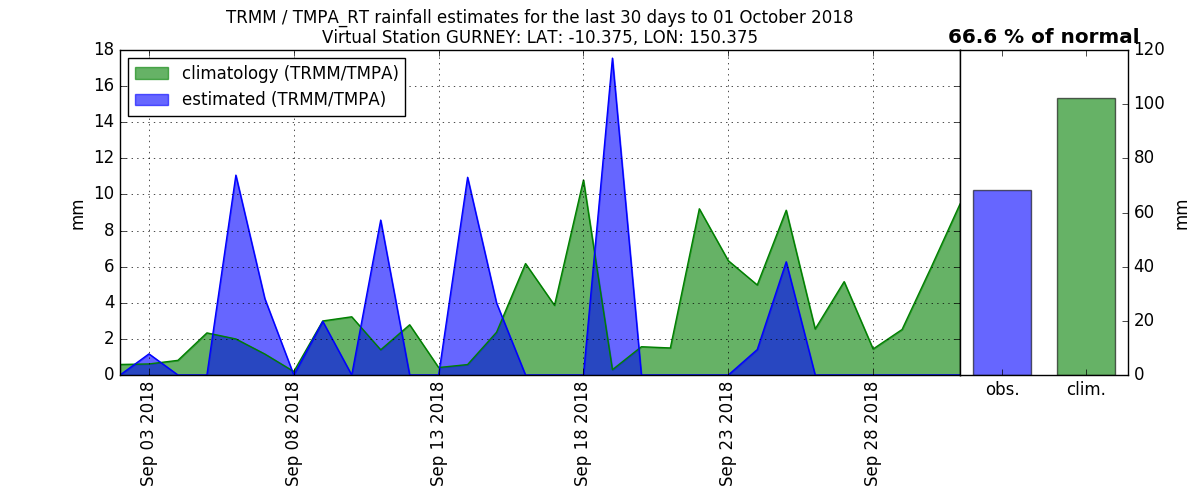 TRMM / TMPA_RT rainfall estimates for the last 30 days to 01 October 2018
Virtual Station GURNEY: LAT: -10.375, LON: 150.375
66.6 % of normal
climatology (TRMM/TMPA)
estimated (TRMM/TMPA)
18
16
14
12
10
8
6
4
2
0
mm
Sep 03 2018
Sep 08 2018
Sep 13 2018
Sep 18 2018
Sep 23 2018
Sep 28 2018
120
100
80
60
40
20
0
mm
obs.
clim.